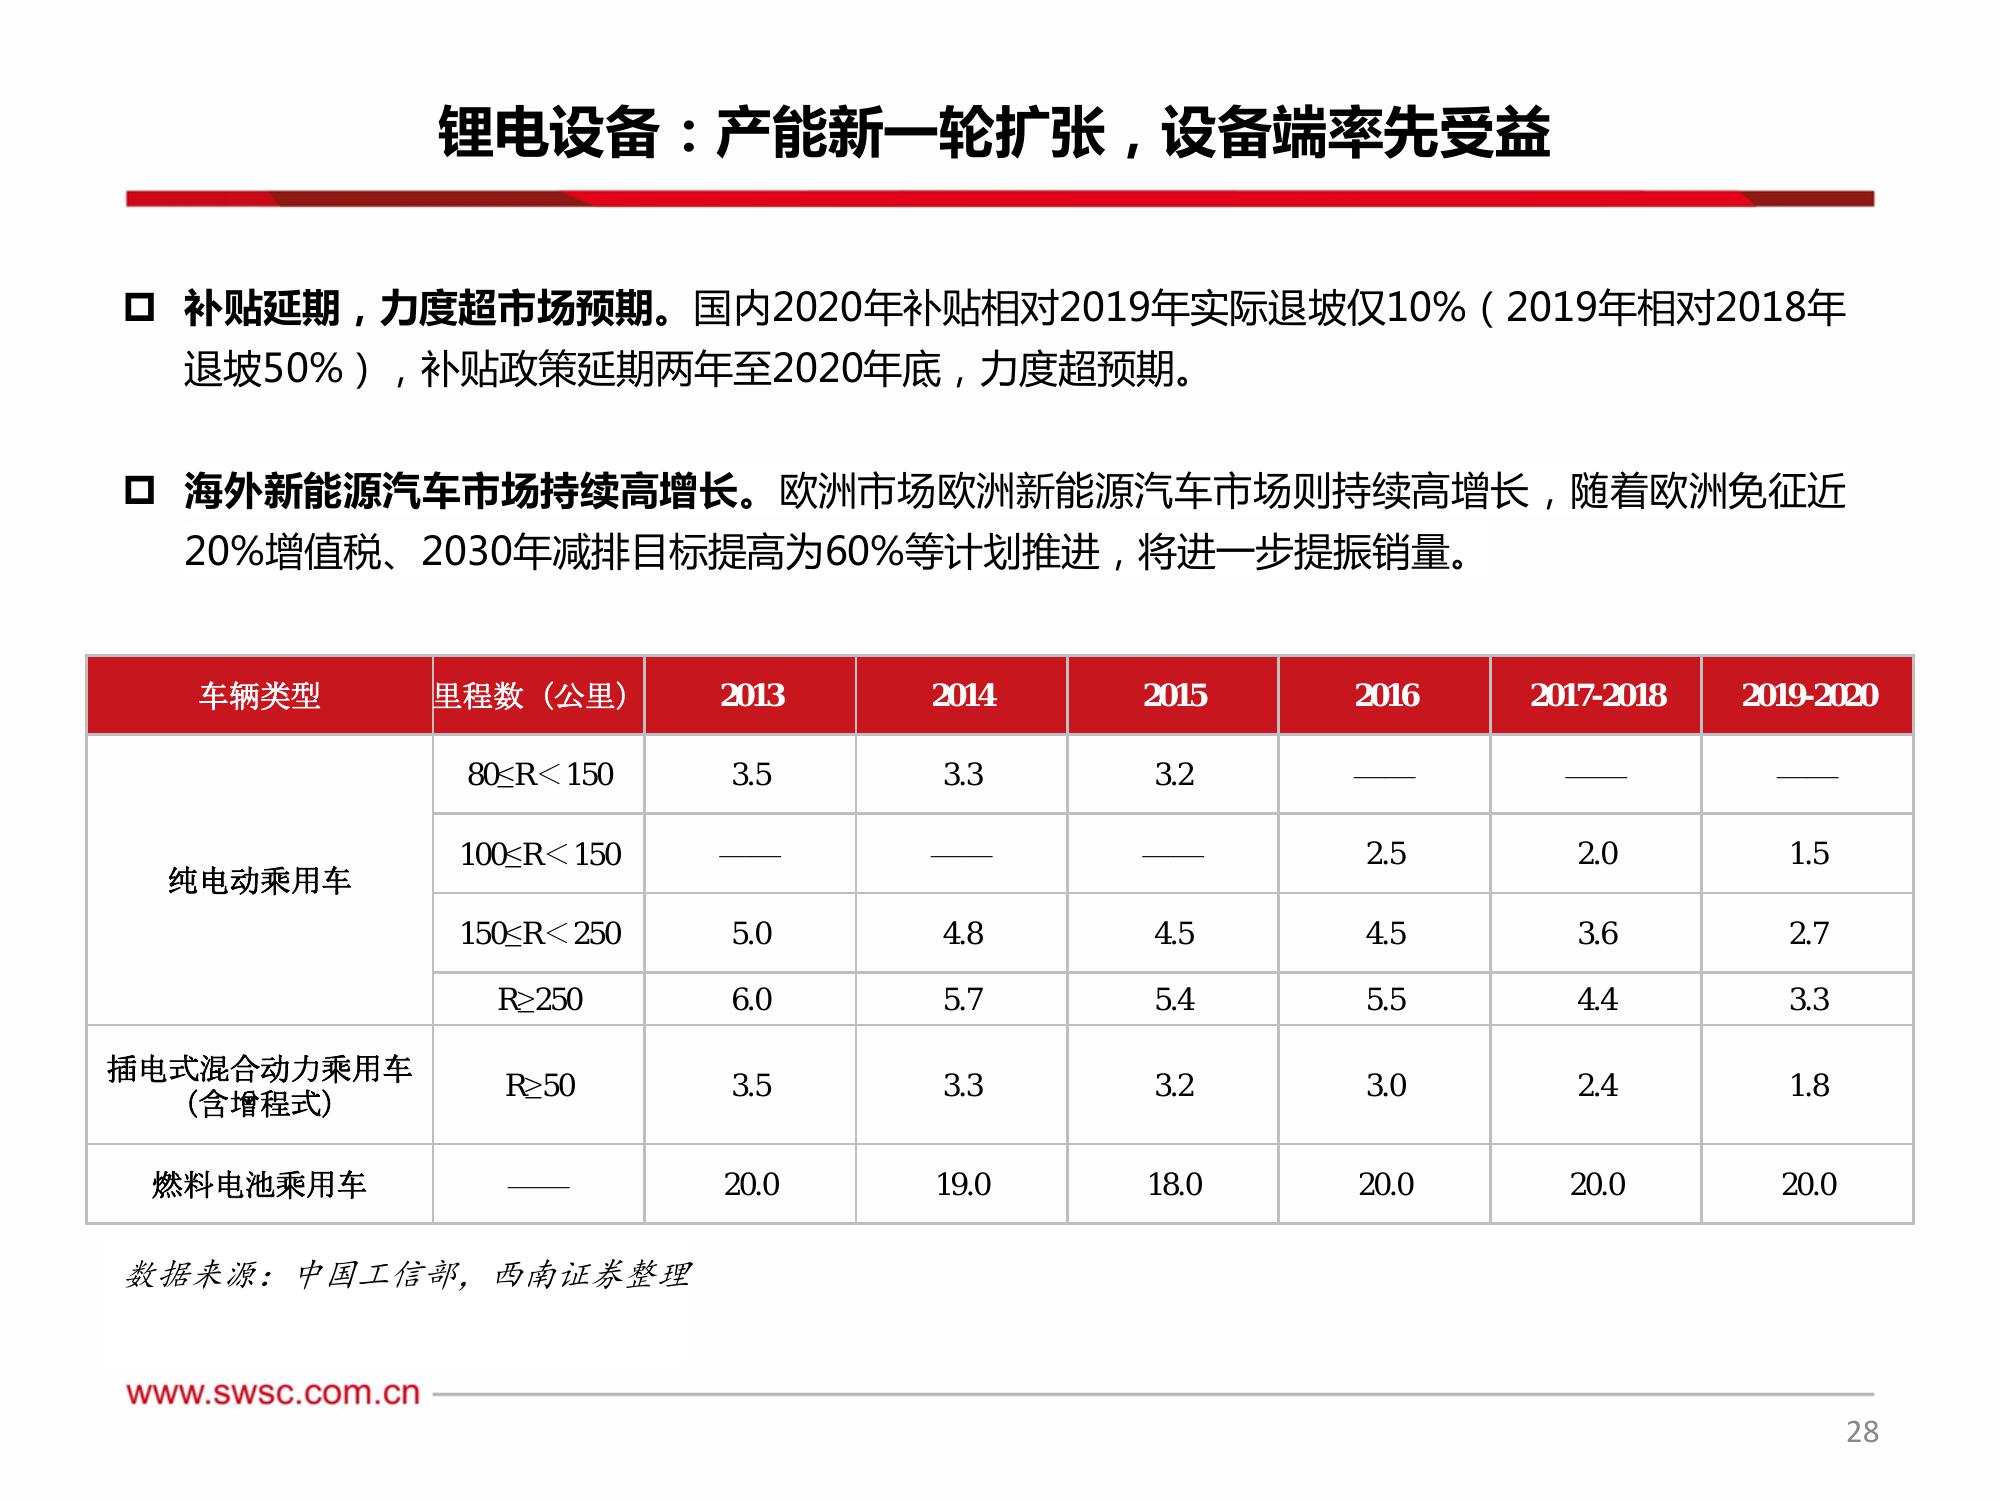 锂电设备：产能新一轮扩张，设备端率先受益
补贴延期，力度超市场预期。国内2020年补贴相对2019年实际退坡仅10%（2019年相对2018年
退坡50%），补贴政策延期两年至2020年底，力度超预期。
海外新能源汽车市场持续高增长。欧洲市场欧洲新能源汽车市场则持续高增长，随着欧洲免征近
20%增值税、2030年减排目标提高为60%等计划推进，将进一步提振销量。
车辆类型 里程数（公里） 2013 2014 2015 2016 2017-2018 2019-2020
纯电动乘用车
80≤R＜150 3.5 3.3 3.2 —— —— ——
100≤R＜150 —— —— —— 2.5 2.0 1.5
150≤R＜250 5.0 4.8 4.5 4.5 3.6 2.7
R≥250 6.0 5.7 5.4 5.5 4.4 3.3
插电式混合动力乘用车
（含增程式）
R≥50 3.5 3.3 3.2 3.0 2.4 1.8
燃料电池乘用车 —— 20.0 19.0 18.0 20.0 20.0 20.0
数据来源：中国工信部，西南证券整理
www.swsc.com.cn
28